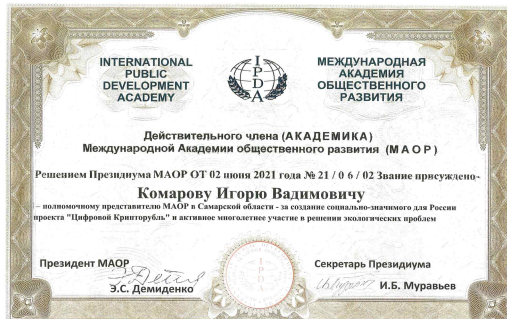 INTERNATIONAL
PUBLIC
DEVELOPMENT
ACADEMY
I
P
D
A
МЕЖДУНАРОДНАЯ
АКАДЕМИЯ
ОБЩЕСТВЕННОГО
РАЗВИТИЯ
Действительного члена (АКАДЕМИКА)
Международной Академии общественного развития (МАОР)
Решением Президиума МАОР ОТ 02 июня 2021 года № 21 / 0 6 / 02 Звание присуждено-
Комарову Игорю Вадимовичу
– полномочному представителю МАОР в Самарской области - за создание социально-значимого для России
проекта "Цифровой Крипторубль" и активное многолетнее участие в решении экологических проблем
Президент МАОР
Э.С. Демиденко
I
P
D
A
Секретарь Президиума
И.Б. Муравьев